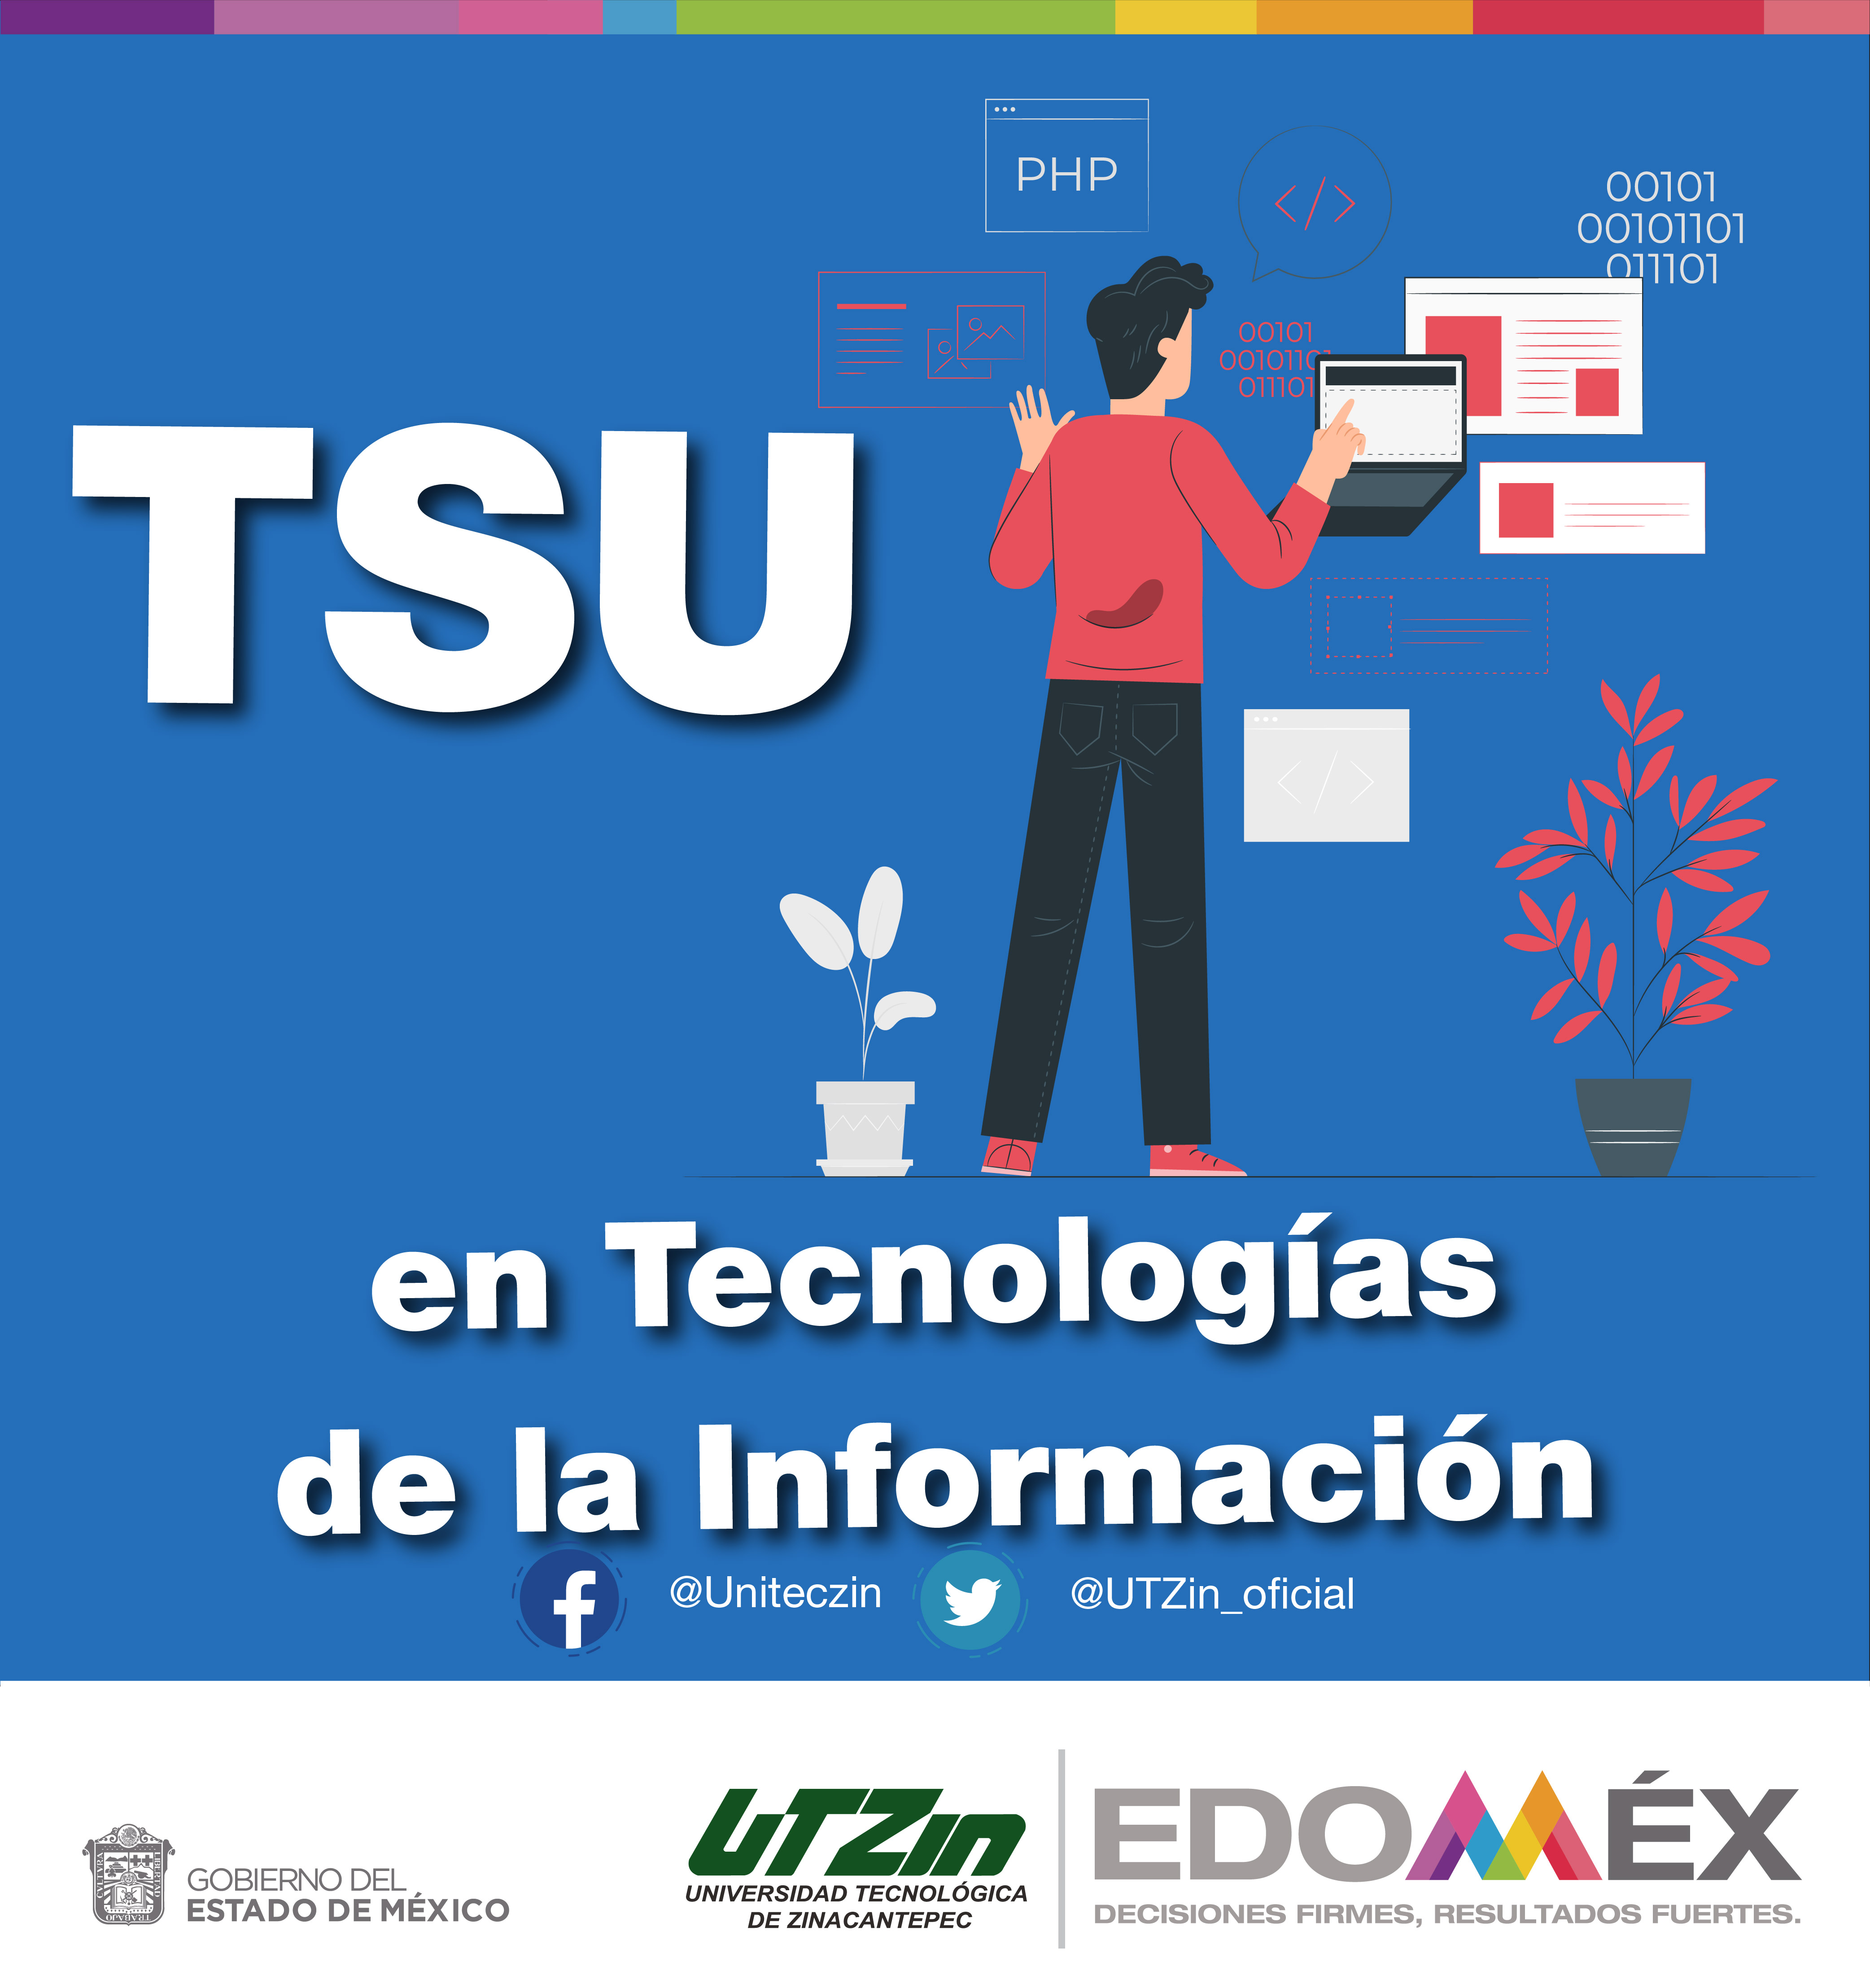 PHP
</>
00101
00101101
011101
00101
0010110
011101
TSU
</>
en Tecnologías
de la Información
@Uniteczin
@UTZin_oficial
GOBIERNO DEL
ESTADO DE MÉXICO
UTZin
UNIVERSIDAD TECNOLÓGICA
DE ZINACANTEPEC
EDOMÉX
DECISIONES FIRMES, RESULTADOS FUERTES.